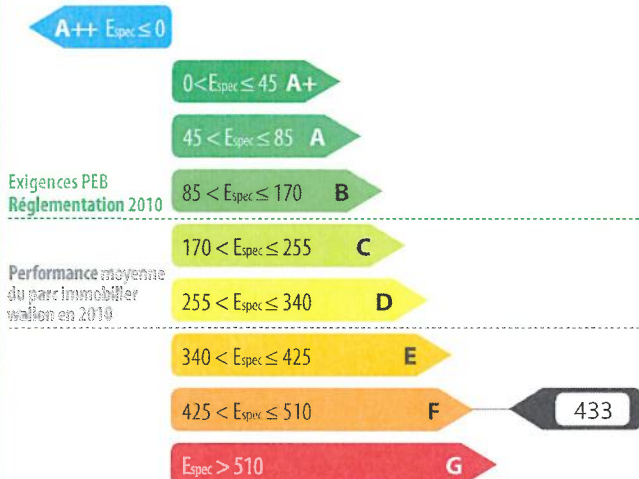 A++ Espec ≤ 0
0 < Espec ≤ 45 A+
45 < Espec ≤ 85 A
Exigences PEB
Réglementation 2010
85 < Espec ≤ 170 B
170 < Espec ≤ 255 C
Performance moyenne
du parc immobilier
wallon en 2010
255 < Espec ≤ 340 D
340 < Espec ≤ 425 E
425 < Espec ≤ 510 F 433
Espec > 510 G